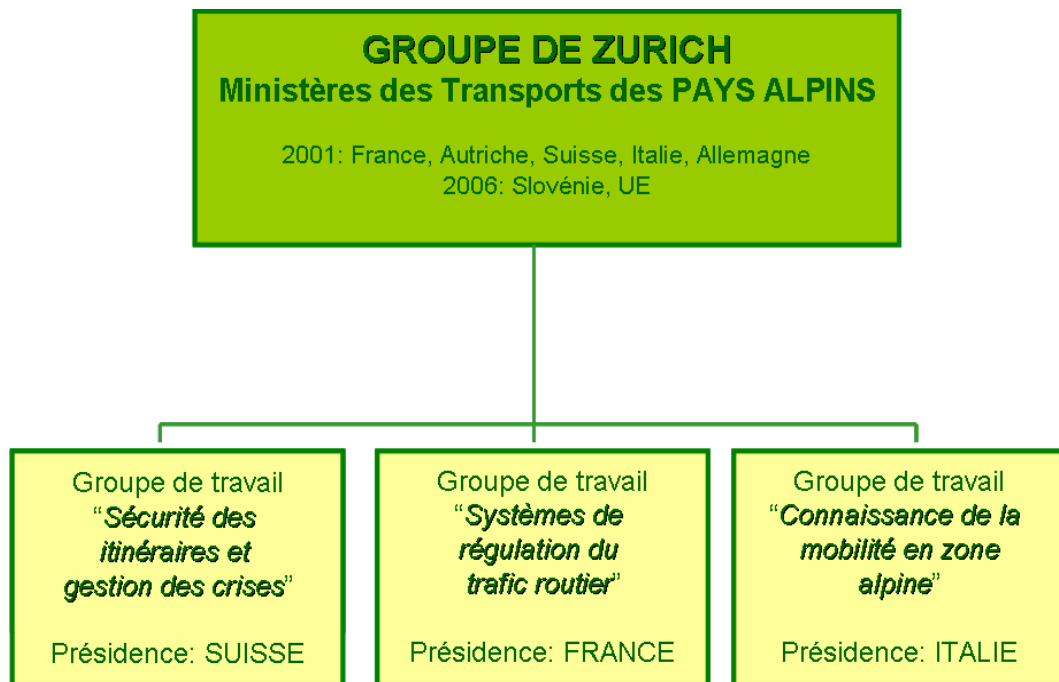 GROUPE DE ZURICH
Ministères des Transports des PAYS ALPINS
2001: France, Autriche, Suisse, Italie, Allemagne
2006: Slovénie, UE
Groupe de travail
“Sécurité des
itinéraires et
gestion des crises”
Présidence: SUISSE
Groupe de travail
“Systèmes de
régulation du
trafic routier”
Présidence: FRANCE
Groupe de travail
“Connaissance de la
mobilité en zone
alpine”
Présidence: ITALIE